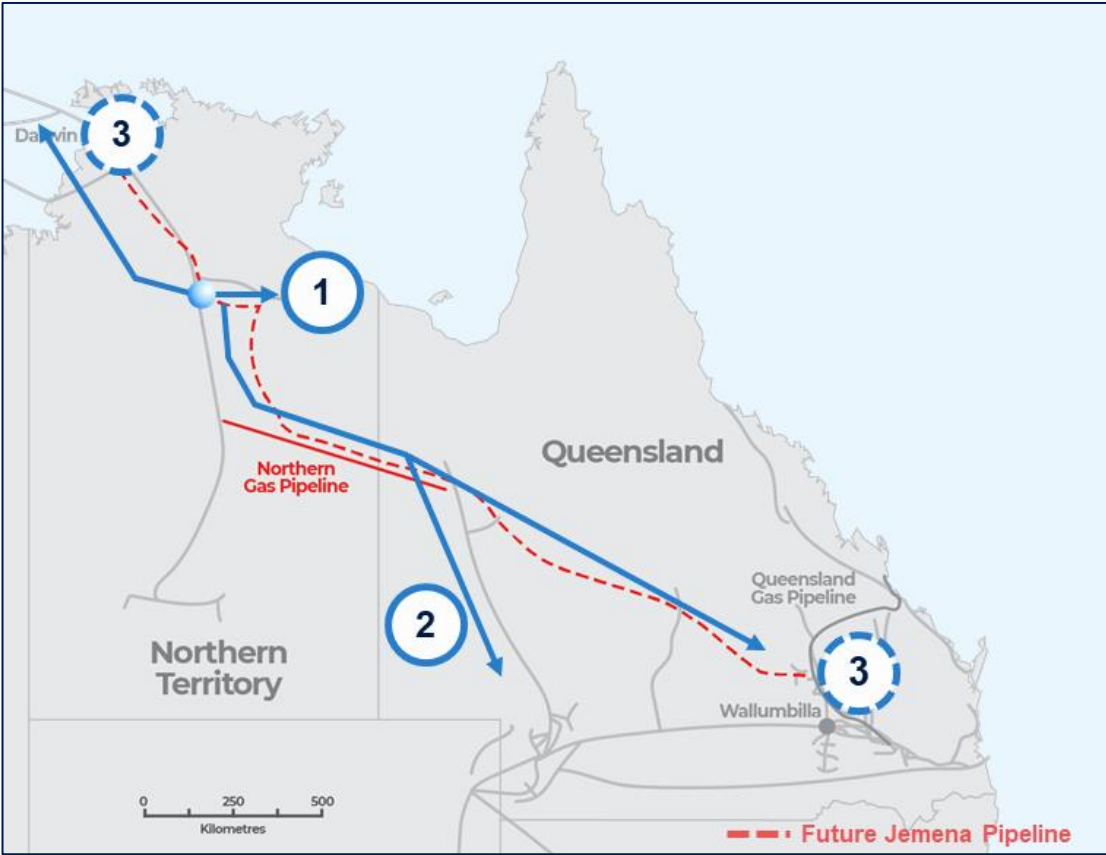 Darwin
3
1
Queensland
Northern
Gas Pipeline
Queensland
Gas Pipeline
2
Northern
Territory
3
Wallumbilla
0 250 500
Kilometres
Future Jemena Pipeline